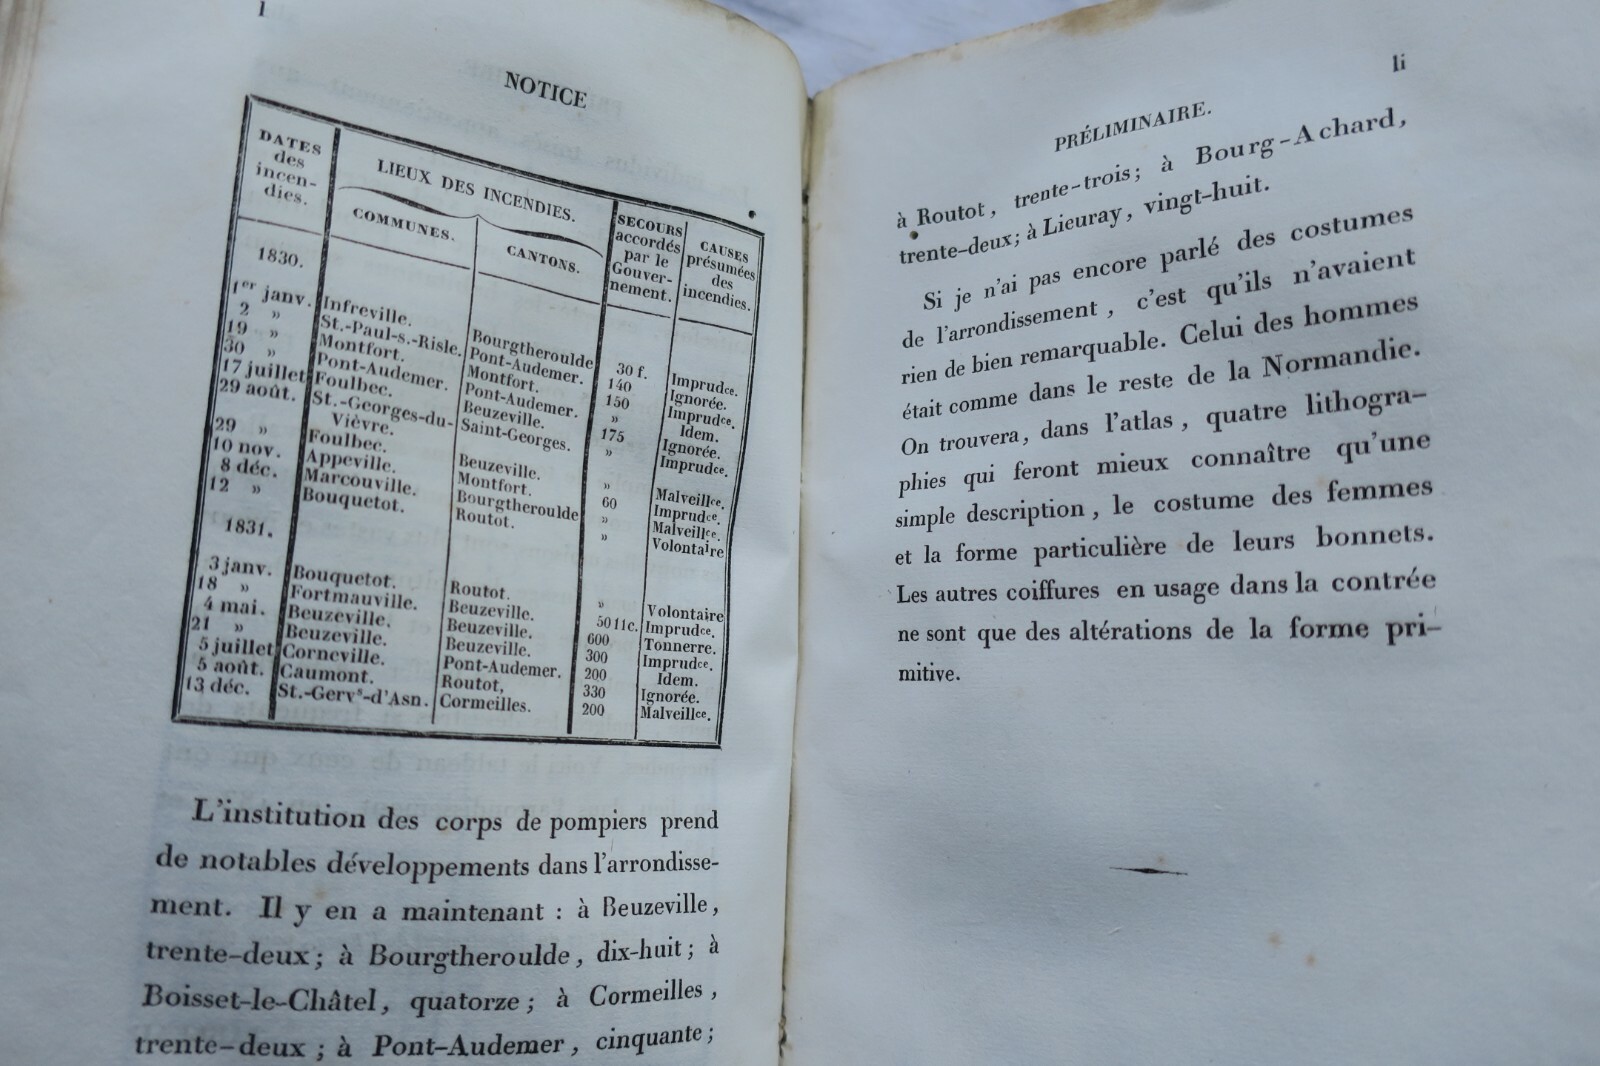 l
NOTICE
DATES des incendies. | LIEUX DES INCENDIES. | SECOURS accordés par le Gouvernement. | CAUSES présumées des incendies.
COMMUNES. | CANTONS.
1830.
1er janv. | Infreville. | Bourgtheroulde | 30 f. | Imprudce.
2 » | St.-Paul-s.-Risle. | Pont-Audemer. | 140 | Ignorée.
19 » | Montfort. | Montfort. | 150 | Imprudce.
30 » | Pont-Audemer. | Pont-Audemer. | » | Idem.
17 juillet | Foulbec. | Beuzeville. | 175 | Ignorée.
29 août. | St.-Georges-du-Vièvre. | Saint-Georges. | » | Imprudce.
29 » | Foulbec. | Beuzeville. | » | Malveillce.
10 nov. | Appeville. | Montfort. | 60 | Imprudce.
8 déc. | Marcouville. | Bourgtheroulde | » | Malveillce.
12 » | Bouquetot. | Routot. | » | Volontaire
1831.
3 janv. | Bouquetot. | Routot. | » | Volontaire
18 » | Fortmauville. | Beuzeville. | 50 11c. | Imprudce.
4 mai. | Beuzeville. | Beuzeville. | 600 | Tonnerre.
21 » | Beuzeville. | Beuzeville. | 300 | Imprudce.
5 juillet | Corneville. | Pont-Audemer. | 200 | Idem.
5 août. | Caumont. | Routot, | 330 | Ignorée.
13 déc. | St.-Gervs-d'Asn. | Cormeilles. | 200 | Malveillce.
L'institution des corps de pompiers prend
de notables développements dans l'arrondisse-
ment. Il y en a maintenant : à Beuzeville,
trente-deux; à Bourgtheroulde, dix-huit; à
Boisset-le-Châtel, quatorze; à Cormeilles,
trente-deux; à Pont-Audemer, cinquante;
li
PRÉLIMINAIRE.
à Routot, trente-trois; à Bourg-Achard,
trente-deux; à Lieuray, vingt-huit.
Si je n'ai pas encore parlé des costumes
de l'arrondissement, c'est qu'ils n'avaient
rien de bien remarquable. Celui des hommes
était comme dans le reste de la Normandie.
On trouvera, dans l'atlas, quatre lithogra-
phies qui feront mieux connaître qu'une
simple description, le costume des femmes
et la forme particulière de leurs bonnets.
Les autres coiffures en usage dans la contrée
ne sont que des altérations de la forme pri-
mitive.